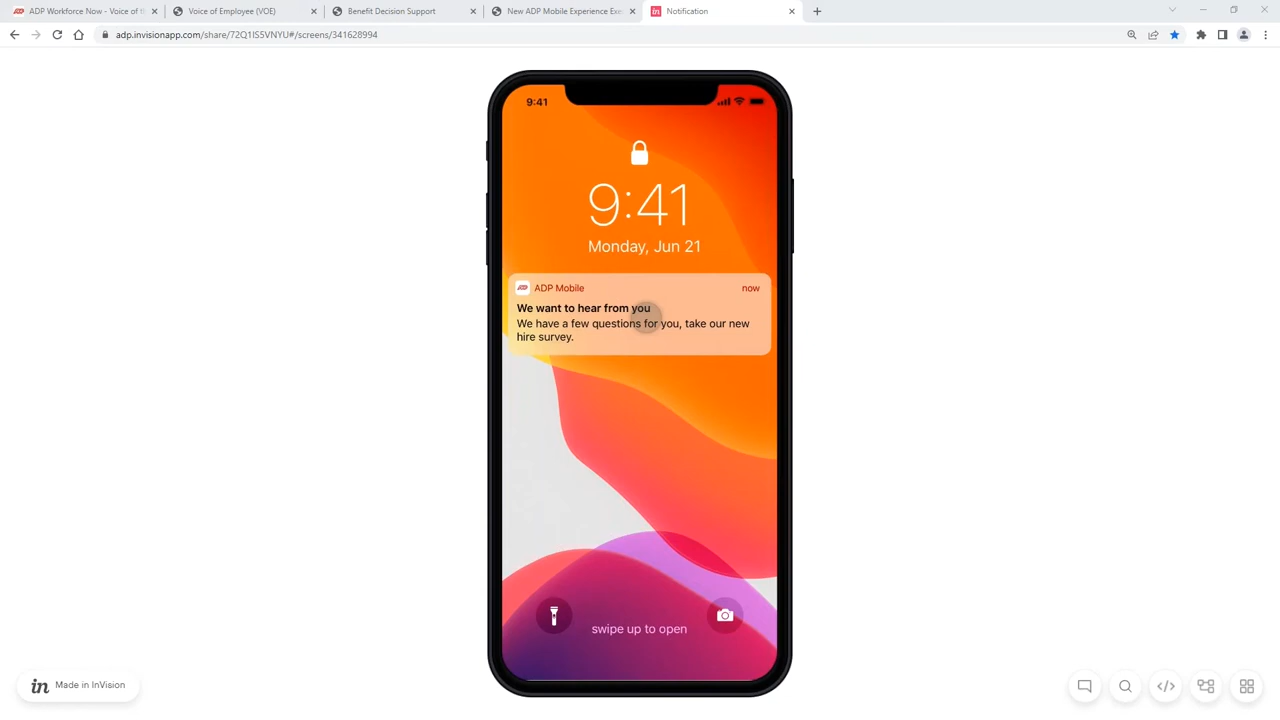 ADP Workforce Now - Voice of th
Voice of Employee (VOE)
Benefit Decision Support
New ADP Mobile Experience Exe
in
Notification
adp.invisionapp.com/share/72Q1IS5VNYU#/screens/341628994
9:41
9:41
Monday, Jun 21
ADP Mobile
now
We want to hear from you
We have a few questions for you, take our new
hire survey.
swipe up to open
in Made in InVision